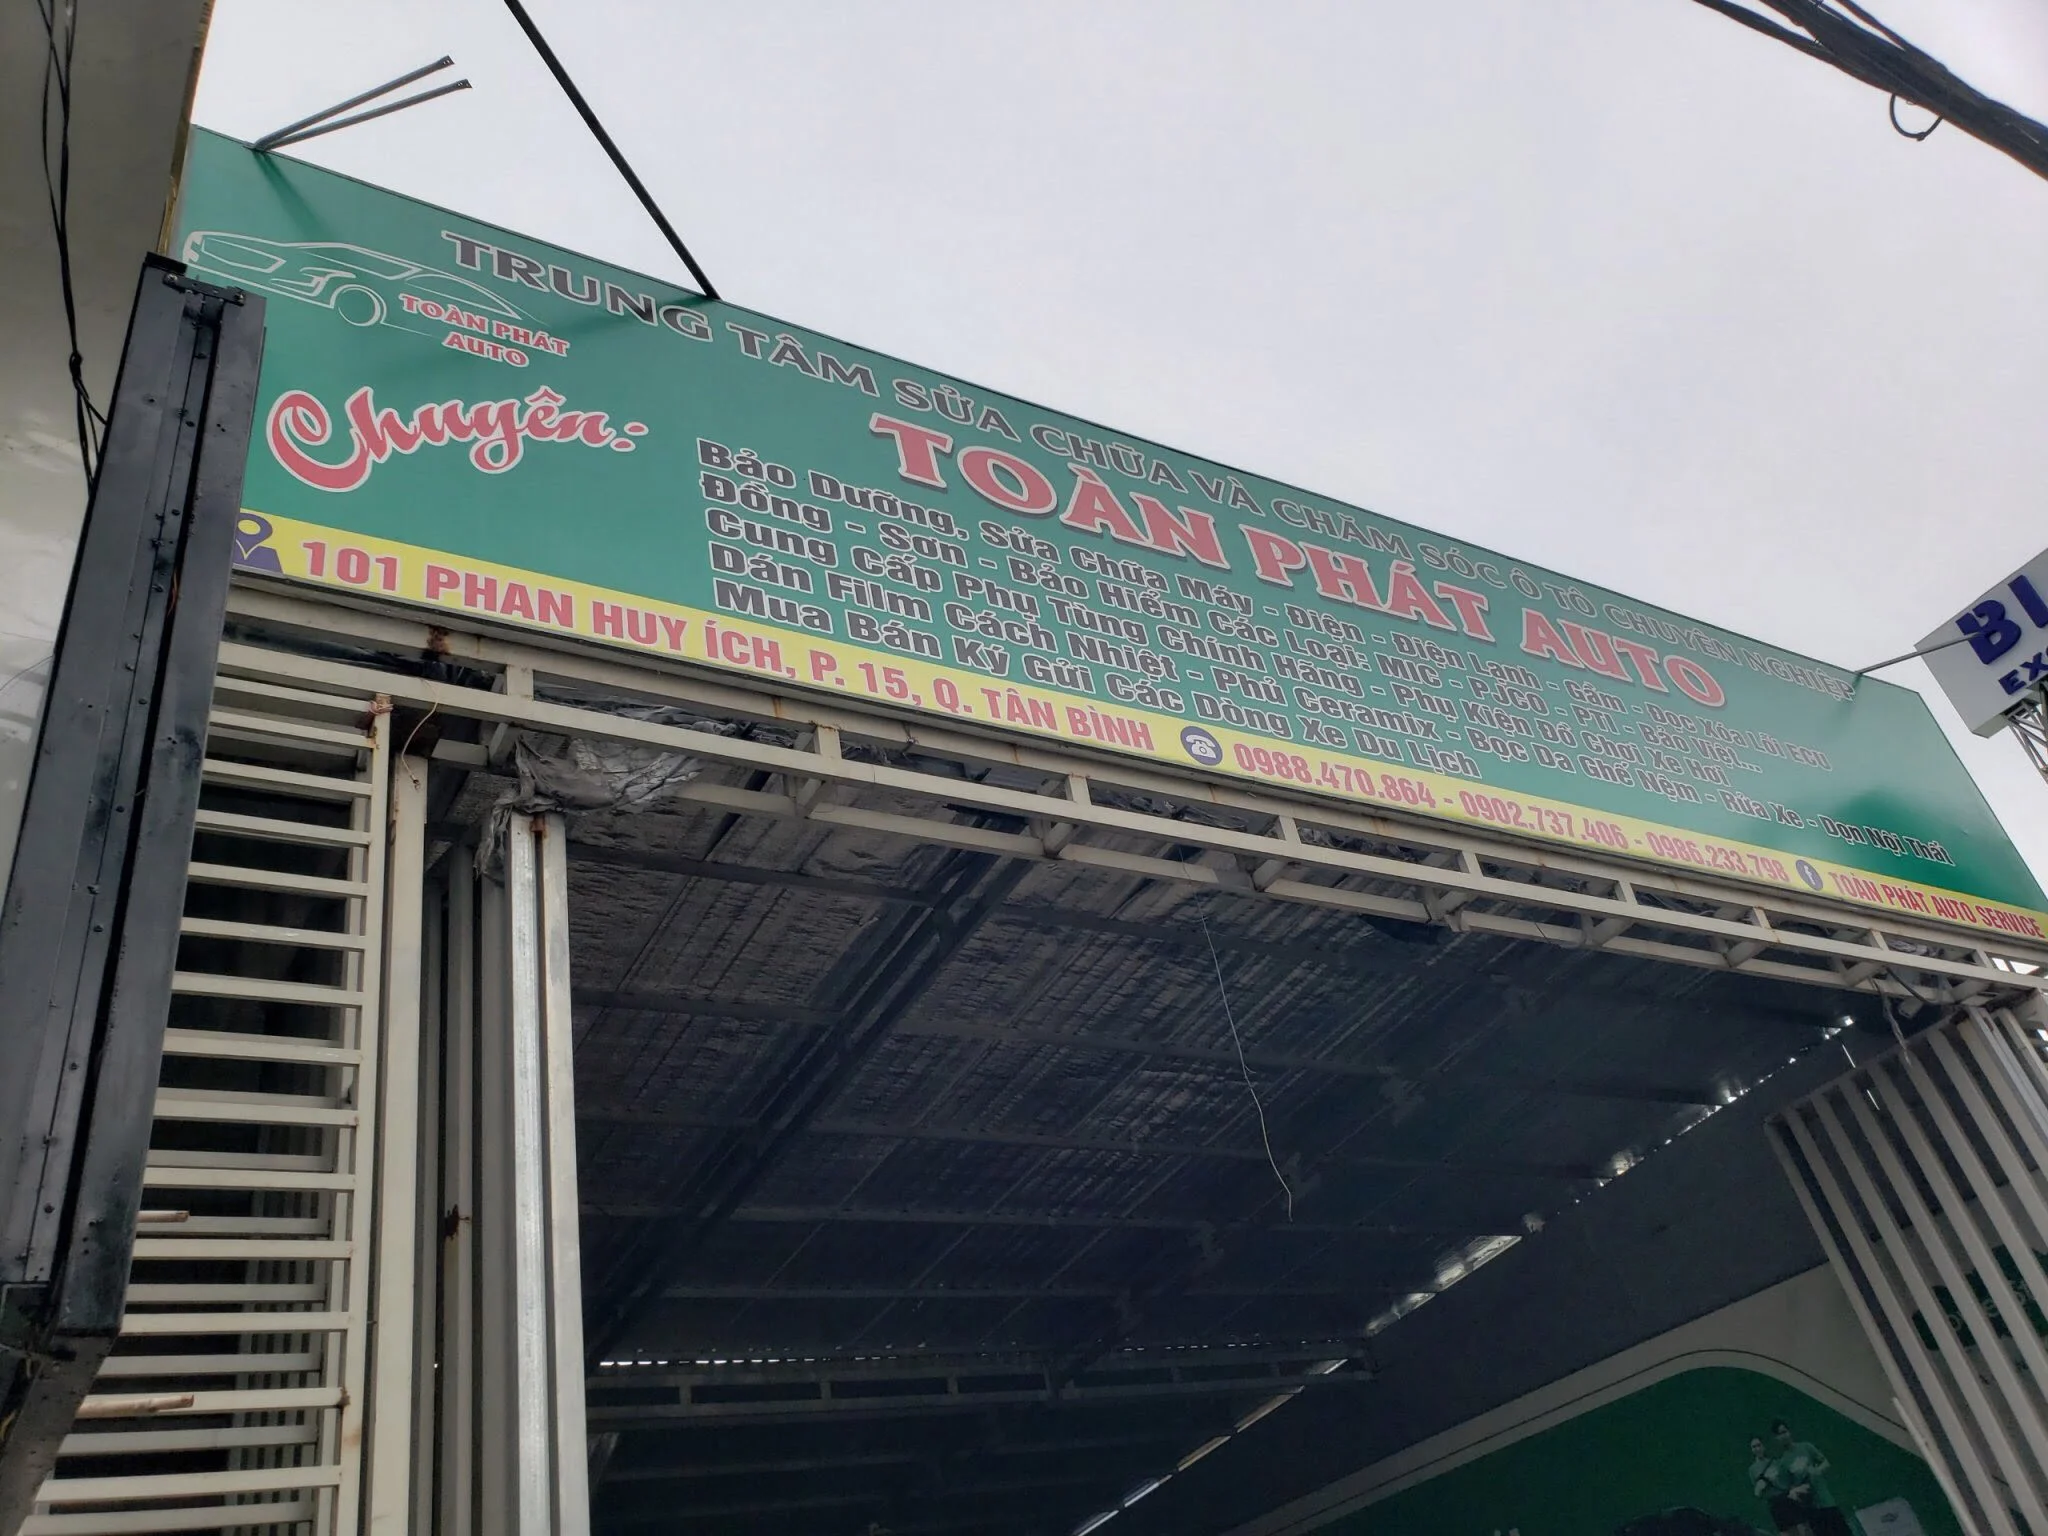 TRUNG TÂM SỬA CHỮA VÀ CHĂM SÓC Ô TÔ CHUYÊN NGHIỆP
TOÀN PHÁT
AUTO
TOÀN PHÁT AUTO
Chuyên:
Bảo Dưỡng, Sửa Chữa Máy - Điện - Điện Lạnh - Gầm - Đọc Xóa Lỗi ECU
Đồng - Sơn - Bảo Hiểm Các Loại: MIC - PJCO - PTI - Bảo Việt...
Cung Cấp Phụ Tùng Chính Hãng - Phụ Kiện Đồ Chơi Xe Hơi
Dán Film Cách Nhiệt - Phủ Ceramix - Bọc Da Ghế Nệm - Rửa Xe - Dọn Nội Thất
Mua Bán Ký Gửi Các Dòng Xe Du Lịch
101 PHAN HUY ÍCH, P. 15, Q. TÂN BÌNH 0988.470.864 - 0902.737.406 - 0986.233.798 TOÀN PHÁT AUTO SERVICE